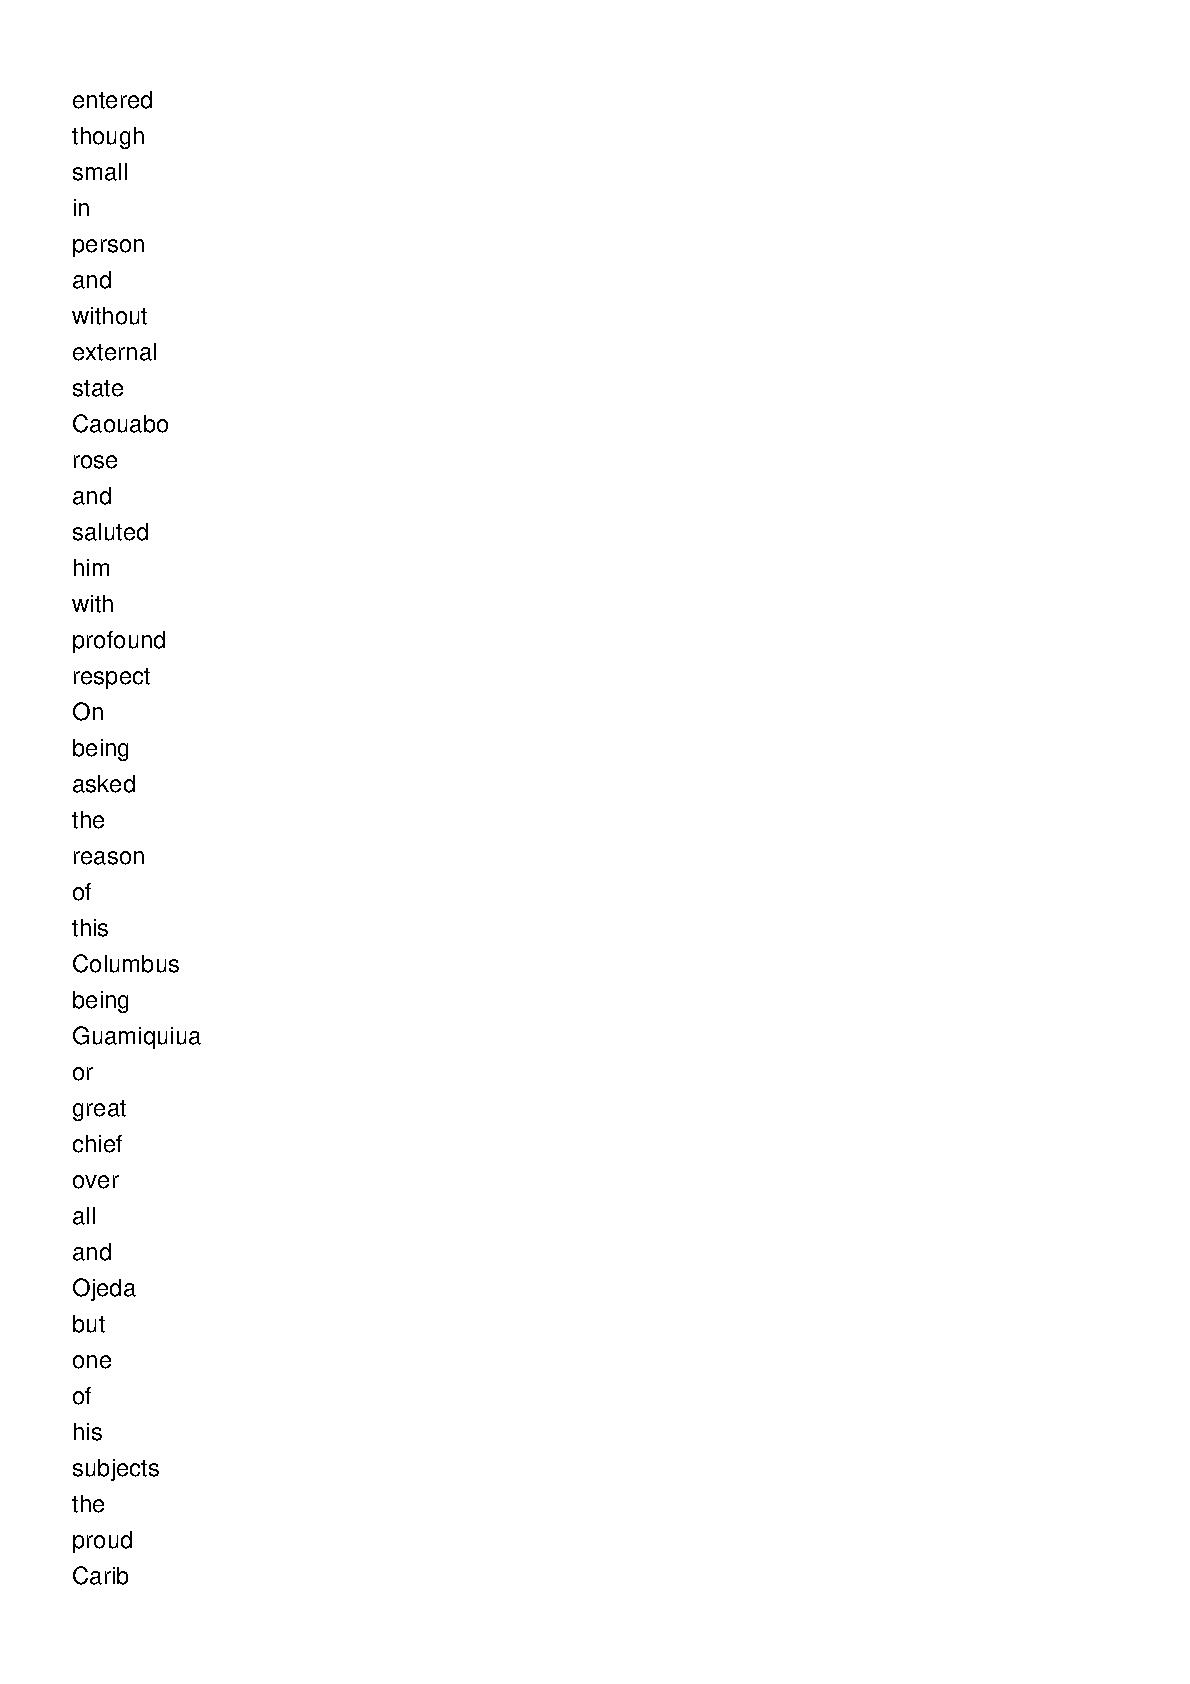 entered
though
small
in
person
and
without
external
state
Caouabo
rose
and
saluted
him
with
profound
respect
On
being
asked
the
reason
of
this
Columbus
being
Guamiquiua
or
great
chief
over
all
and
Ojeda
but
one
of
his
subjects
the
proud
Carib